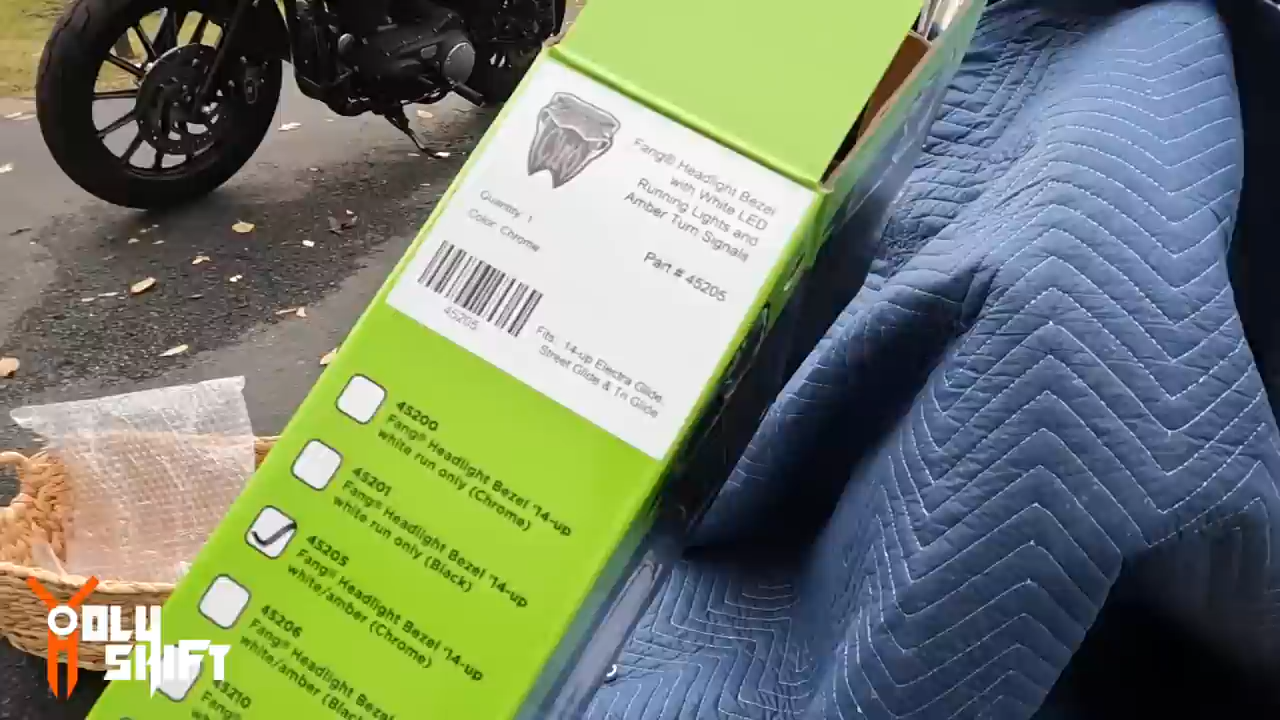 Fang® Headlight Bezel
with White LED
Running Lights and
Amber Turn Signals
Part # 45205
Quantity: 1
Color: Chrome
45205
Fits: '14-up Electra Glide,
Street Glide & Tri Glide
45200
Fang® Headlight Bezel '14-up
white run only (Chrome)
45201
Fang® Headlight Bezel '14-up
white run only (Black)
45205
Fang® Headlight Bezel '14-up
white/amber (Chrome)
45206
Fang® Headlight Bezel
white/amber (Black
45210
Fang®
OLY
SHIFT